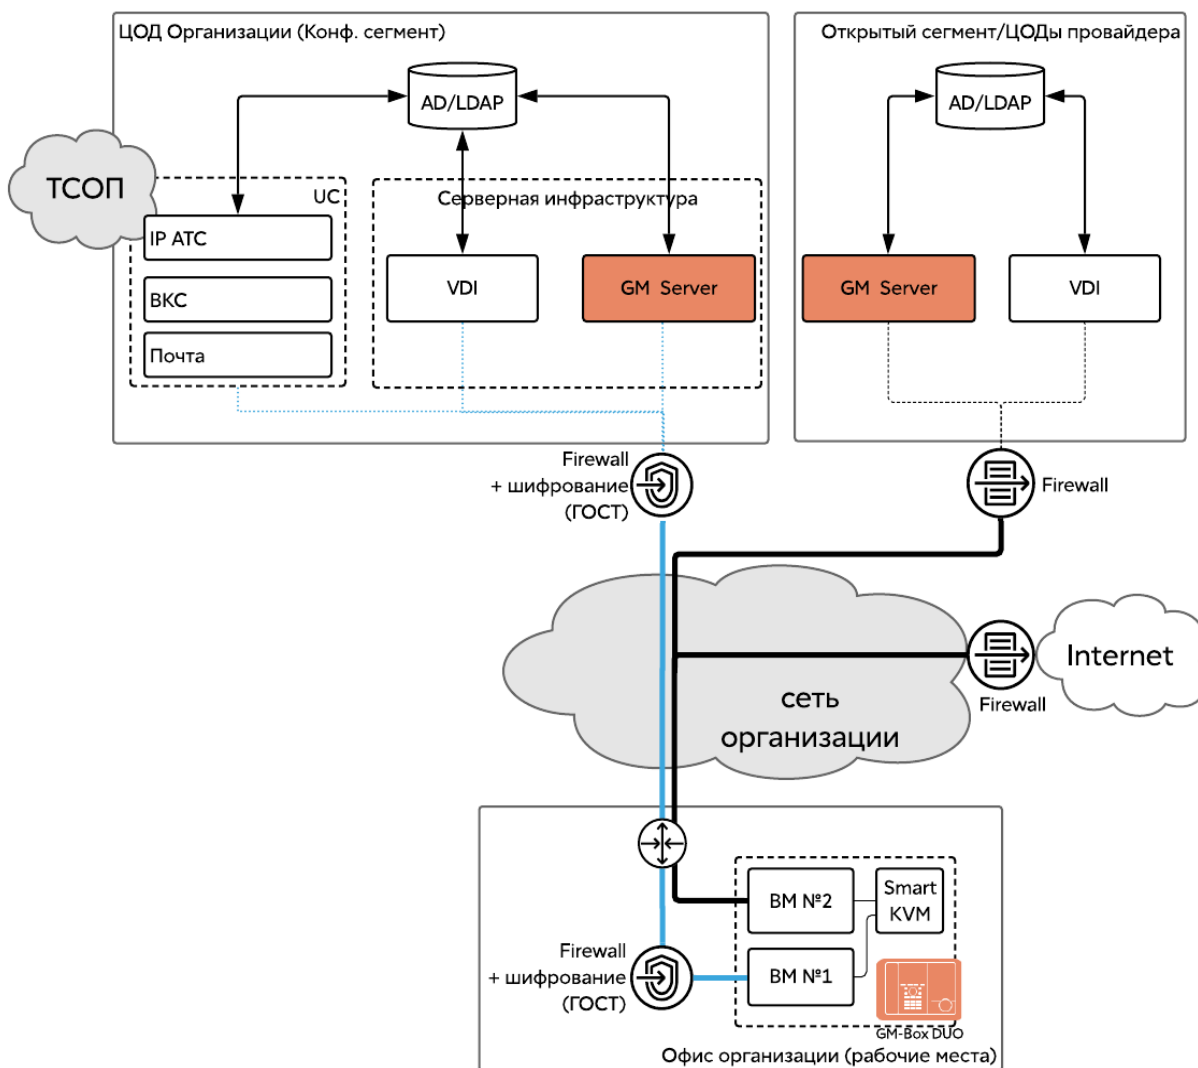 ЦОД Организации (Конф. сегмент)
Открытый сегмент/ЦОДы провайдера
AD/LDAP
AD/LDAP
ТСОП
UC
Серверная инфраструктура
IP АТС
ВКС
Почта
VDI
GM Server
GM Server
VDI
Firewall
+ шифрование
(ГОСТ)
Firewall
Internet
Firewall
сеть
организации
ВМ №2
Smart
KVM
Firewall
+ шифрование
(ГОСТ)
ВМ №1
GM-Box DUO
Офис организации (рабочие места)